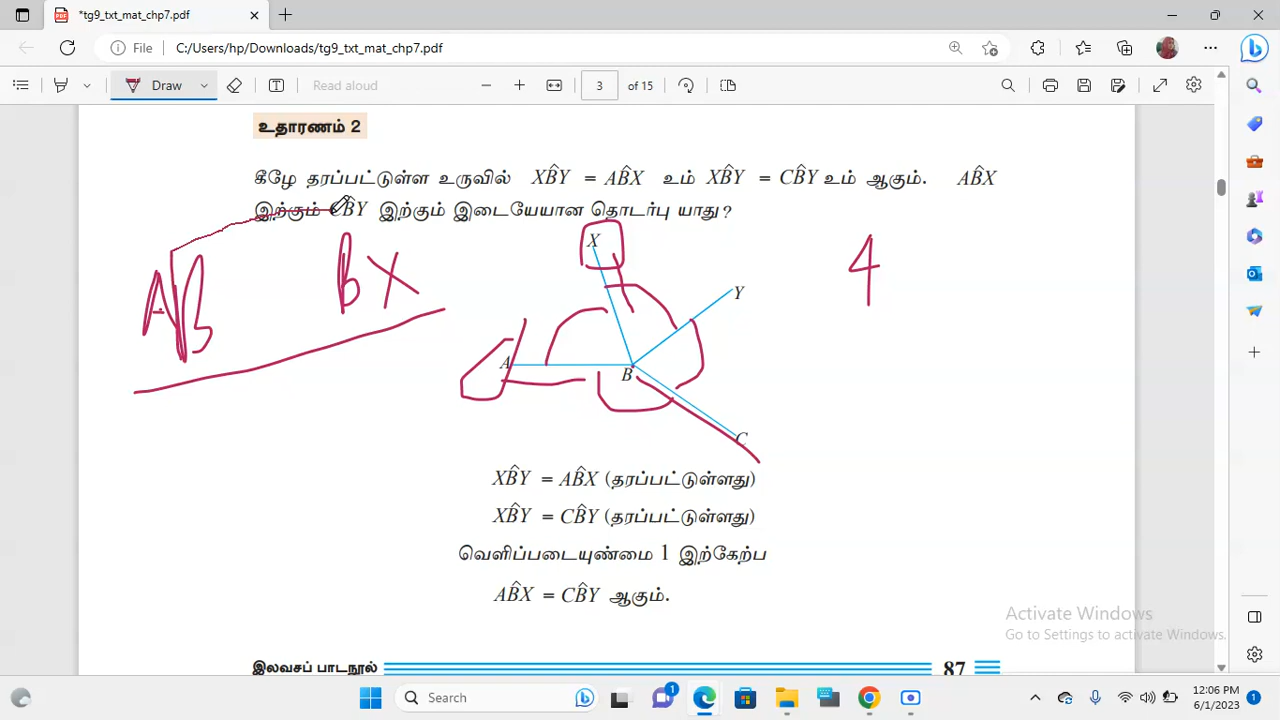 *tg9_txt_mat_chp7.pdf
File C:/Users/hp/Downloads/tg9_txt_mat_chp7.pdf
Draw Read aloud 3 of 15
உதாரணம் 2
கீழே தரப்பட்டுள்ள உருவில் XB̂Y = AB̂X உம் XB̂Y = CB̂Y உம் ஆகும். AB̂X
இற்கும் CB̂Y இற்கும் இடையேயான தொடர்பு யாது?
AB BX
4
X
Y
A
B
C
XB̂Y = AB̂X (தரப்பட்டுள்ளது)
XB̂Y = CB̂Y (தரப்பட்டுள்ளது)
வெளிப்படையுண்மை 1 இற்கேற்ப
AB̂X = CB̂Y ஆகும்.
Activate Windows
Go to Settings to activate Windows.
இலவசப் பாடநூல் 87
Search
1
12:06 PM
6/1/2023
1